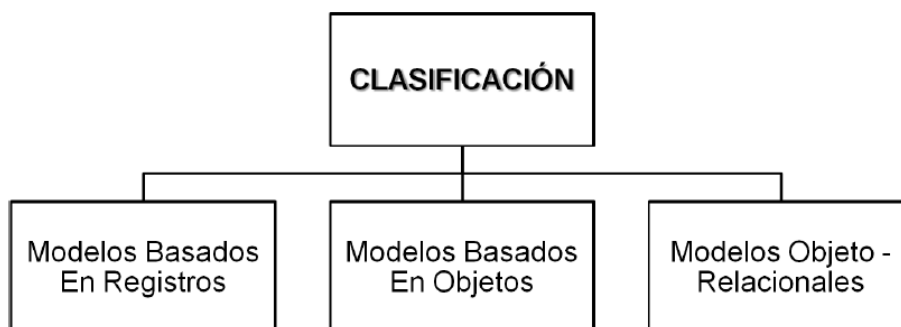 CLASIFICACIÓN
Modelos Basados
En Registros
Modelos Basados
En Objetos
Modelos Objeto -
Relacionales